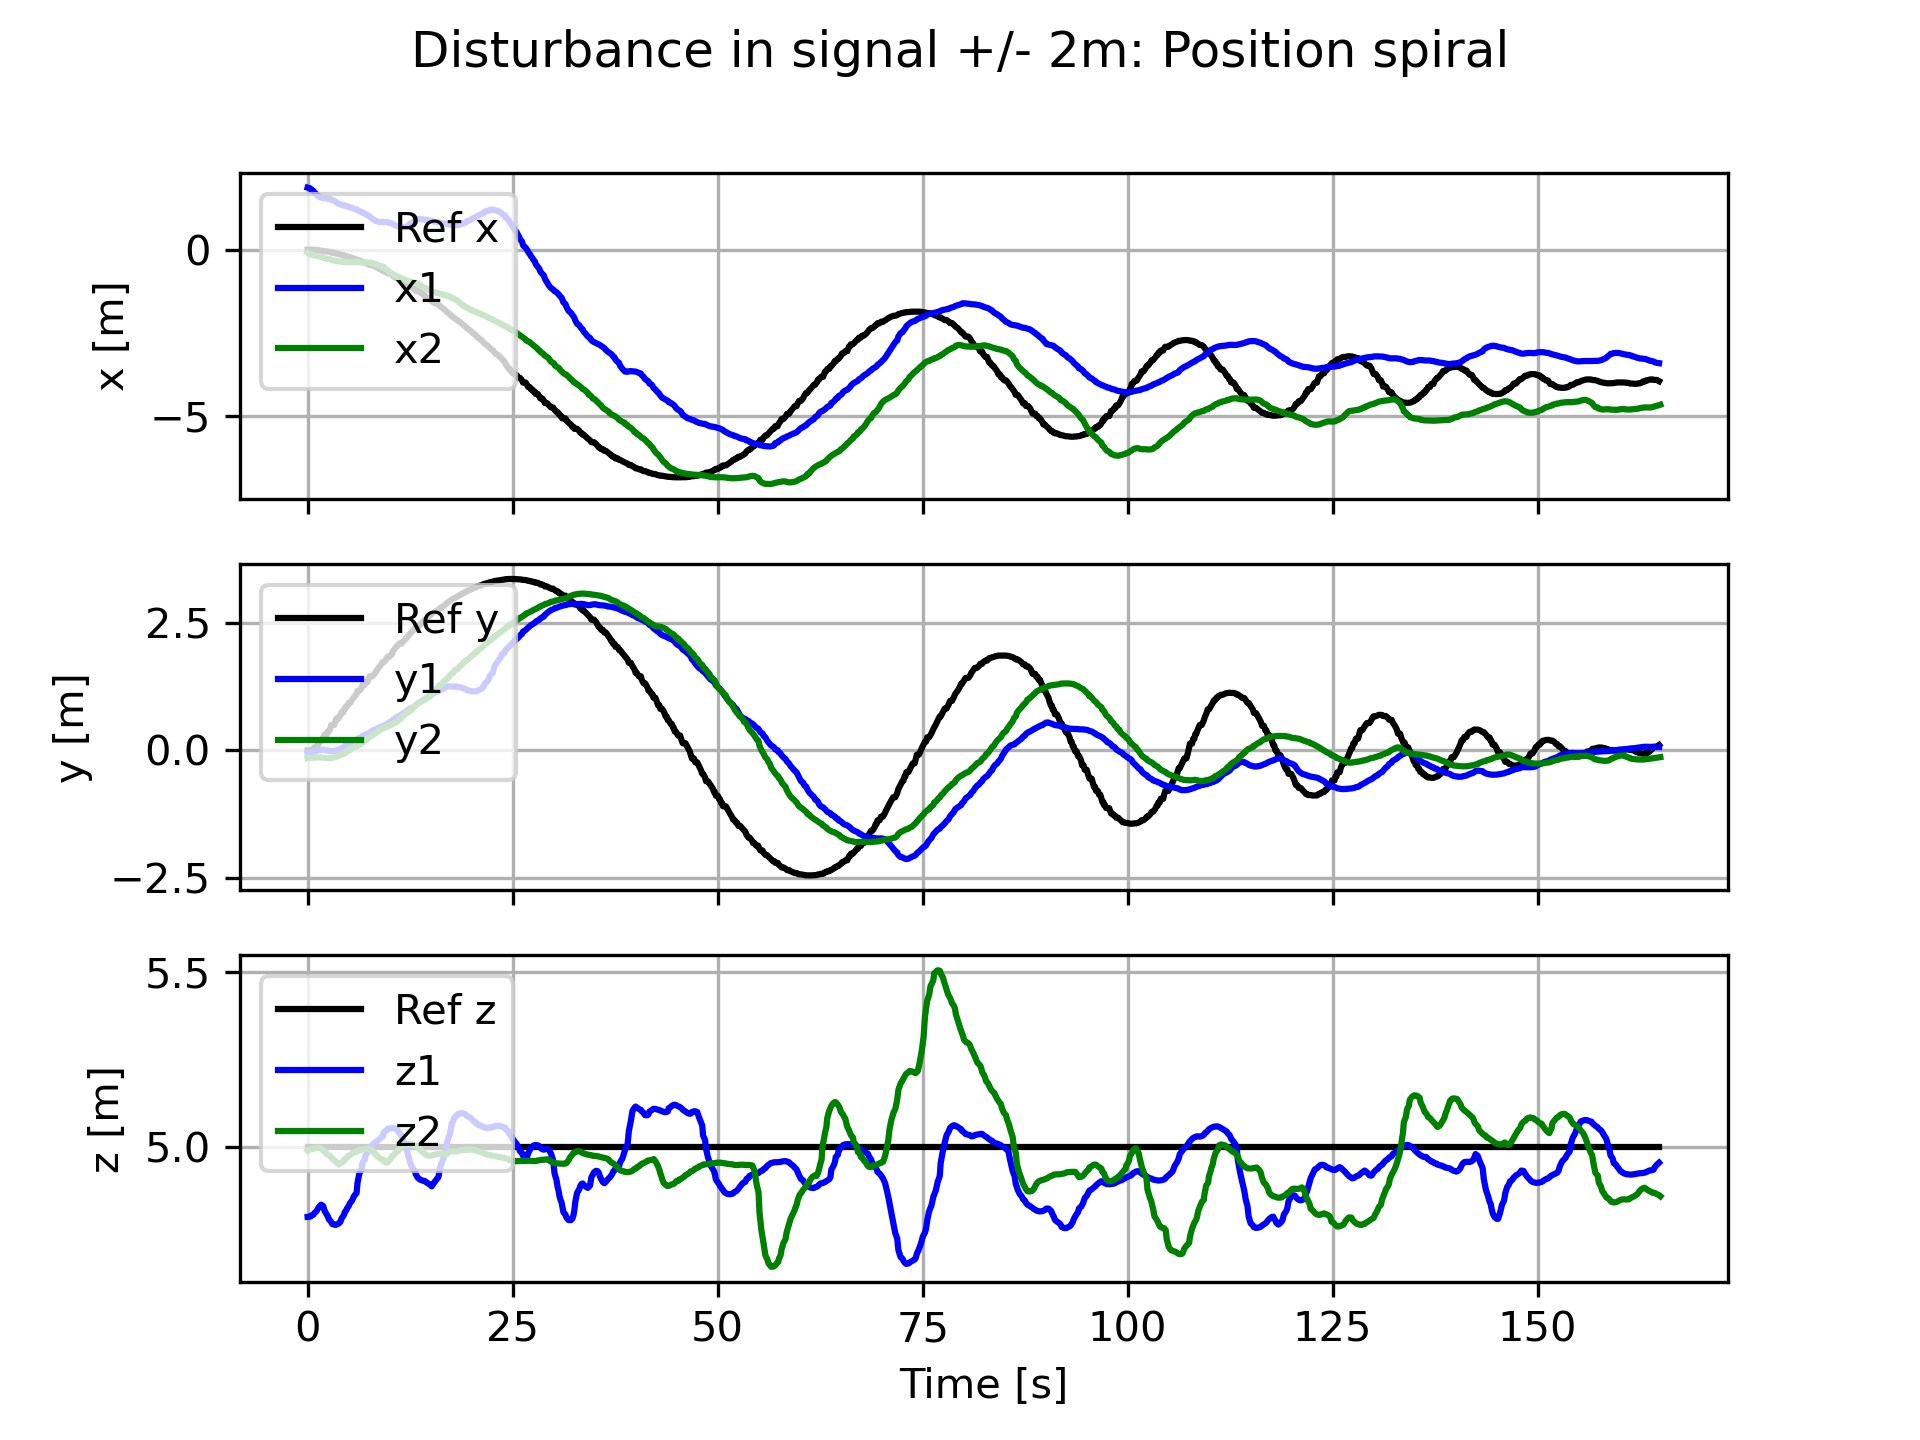 Disturbance in signal +/- 2m: Position spiral
x [m]
0
−5
Ref x
x1
x2
y [m]
2.5
0.0
−2.5
Ref y
y1
y2
z [m]
5.5
5.0
Ref z
z1
z2
0 25 50 75 100 125 150
Time [s]